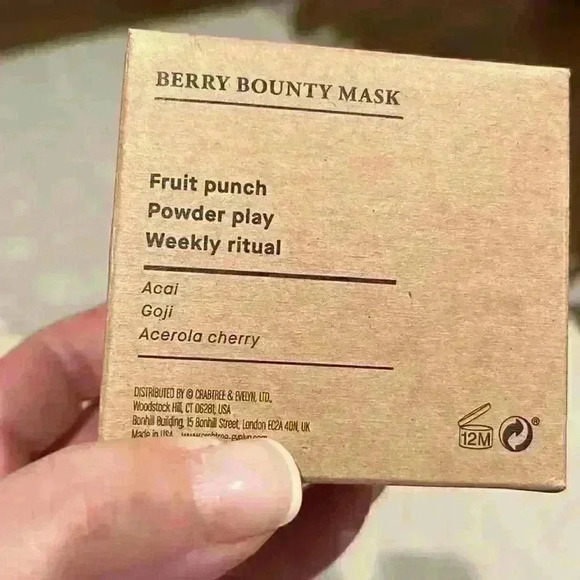 BERRY BOUNTY MASK
Fruit punch
Powder play
Weekly ritual
Acai
Goji
Acerola cherry
DISTRIBUTED BY © CRABTREE & EVELYN, LTD.,
Woodstock Hill, CT 06281, USA
Bonhill Building, 15 Bonhill Street, London EC2A 4DN, UK
Made in USA
12M
®